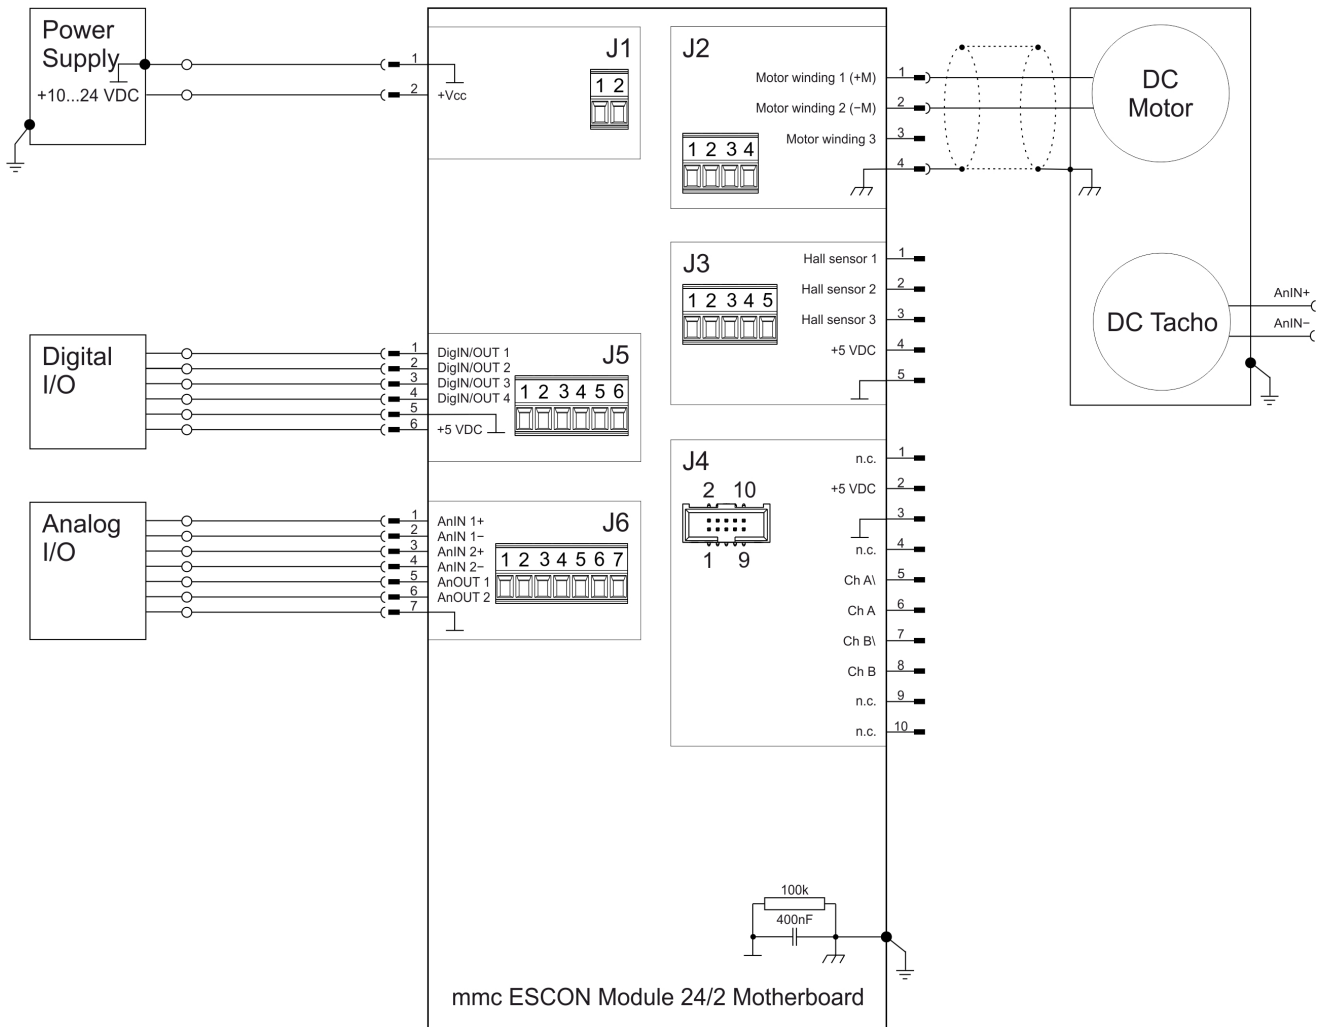 Power
Supply
+10...24 VDC
1
2
+Vcc
J1
1 2
J2
Motor winding 1 (+M)
1
Motor winding 2 (−M)
2
Motor winding 3
3
4
1 2 3 4
DC
Motor
J3
Hall sensor 1
1
Hall sensor 2
2
Hall sensor 3
3
+5 VDC
4
5
1 2 3 4 5
DC Tacho
AnIN+
AnIN−
Digital
I/O
1
DigIN/OUT 1
2
DigIN/OUT 2
3
DigIN/OUT 3
4
DigIN/OUT 4
5
6
+5 VDC
J5
1 2 3 4 5 6
Analog
I/O
1
AnIN 1+
2
AnIN 1−
3
AnIN 2+
4
AnIN 2−
5
AnOUT 1
6
AnOUT 2
7
J6
1 2 3 4 5 6 7
J4
2 10
1 9
n.c.
1
+5 VDC
2
3
n.c.
4
Ch A\
5
Ch A
6
Ch B\
7
Ch B
8
n.c.
9
n.c.
10
100k
400nF
mmc ESCON Module 24/2 Motherboard